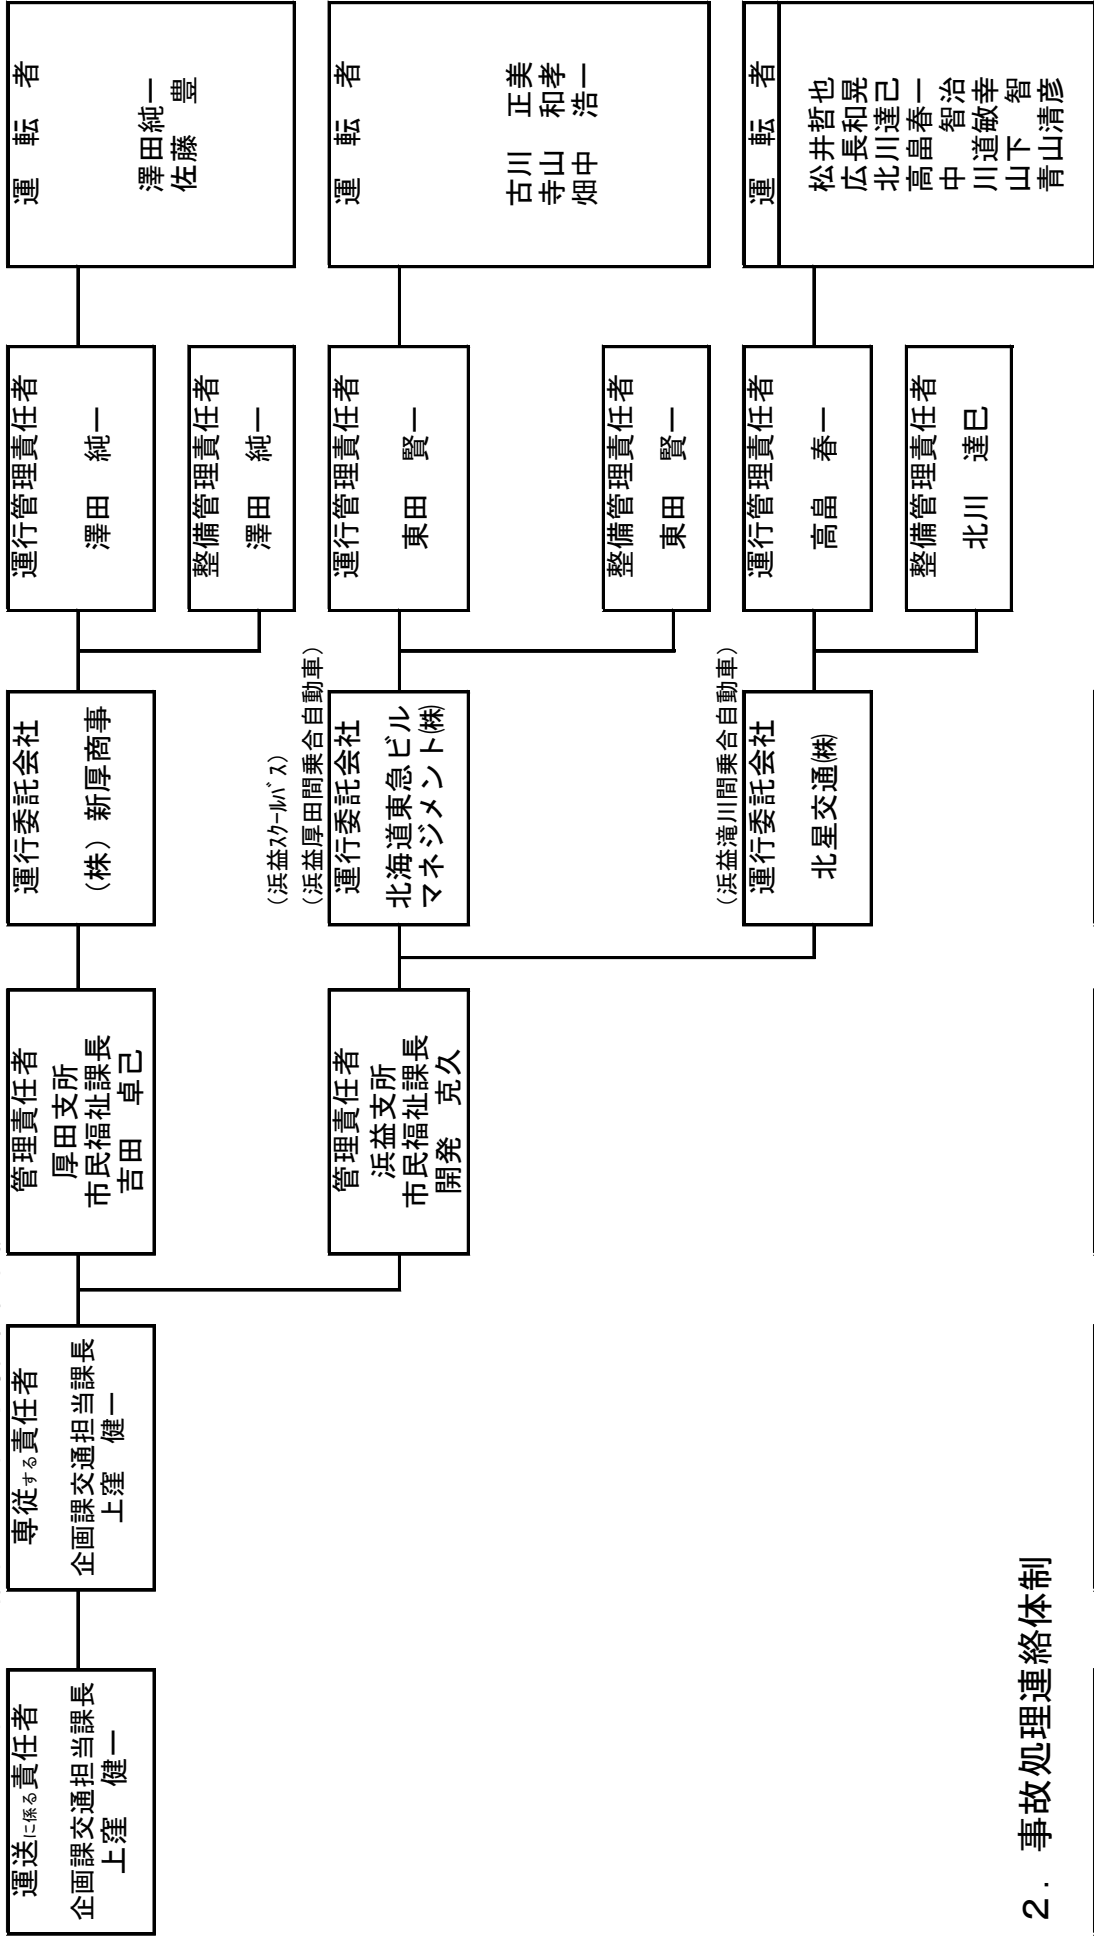 運送に係る責任者
企画課交通担当課長
上窪　健一
専従する責任者
企画課交通担当課長
上窪　健一
管理責任者
厚田支所
市民福祉課長
吉田　卓己
運行委託会社
（株）新厚商事
運行管理責任者
澤田　純一
整備管理責任者
澤田　純一
運　転　者
澤田純一
佐藤　豊
管理責任者
浜益支所
市民福祉課長
開発　克久
（浜益ｽｸｰﾙﾊﾞｽ）
（浜益厚田間乗合自動車）
運行委託会社
北海道東急ビル
マネジメント㈱
運行管理責任者
東田　賢一
整備管理責任者
東田　賢一
運　転　者
古川　正美
寺山　和孝
畑中　浩一
（浜益滝川間乗合自動車）
運行委託会社
北星交通㈱
運行管理責任者
高畠　春一
整備管理責任者
北川　達巳
運　転　者
松井哲也
広長和晃
北川達己
高畠春一
中　智治
川道敏幸
山下　智
青山清彦
２．事故処理連絡体制